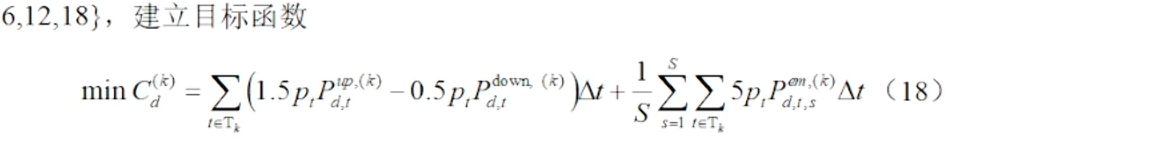 6,12,18}，建立目标函数
min C_d^{(k)} = ∑_{t∈T_k} (1.5p_t P_{d,t}^{up,(k)} − 0.5p_t P_{d,t}^{down, (k)}) Δt + \frac{1}{S} ∑_{s=1}^{S} ∑_{t∈T_k} 5p_t P_{d,t,s}^{em,(k)} Δt （18）